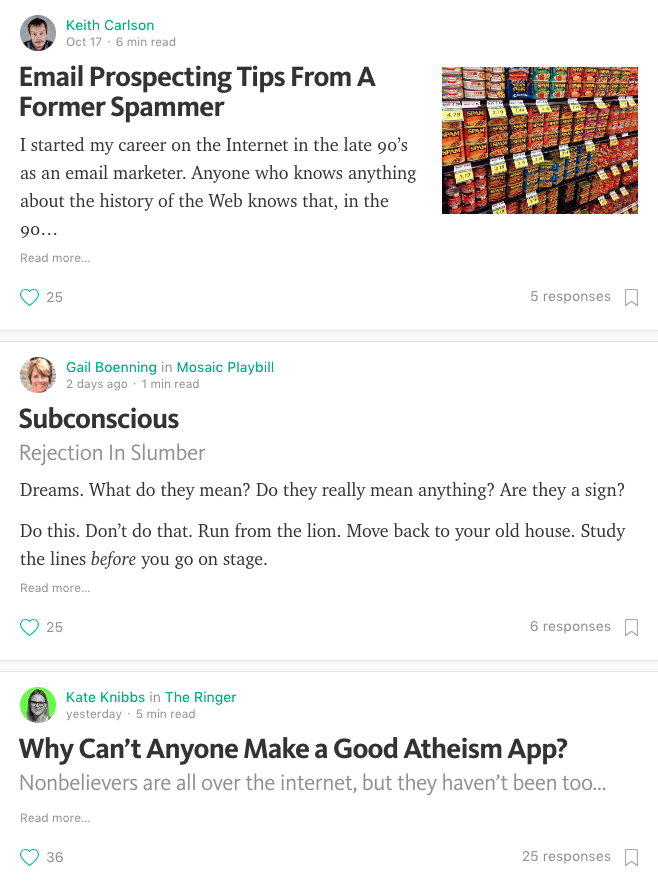 Keith Carlson
Oct 17 · 6 min read
Email Prospecting Tips From A
Former Spammer
I started my career on the Internet in the late 90’s
as an email marketer. Anyone who knows anything
about the history of the Web knows that, in the
90…
Read more…
25
5 responses
Gail Boenning in Mosaic Playbill
2 days ago · 1 min read
Subconscious
Rejection In Slumber
Dreams. What do they mean? Do they really mean anything? Are they a sign?
Do this. Don’t do that. Run from the lion. Move back to your old house. Study
the lines before you go on stage.
Read more…
25
6 responses
Kate Knibbs in The Ringer
yesterday · 5 min read
Why Can’t Anyone Make a Good Atheism App?
Nonbelievers are all over the internet, but they haven’t been too…
Read more…
36
25 responses